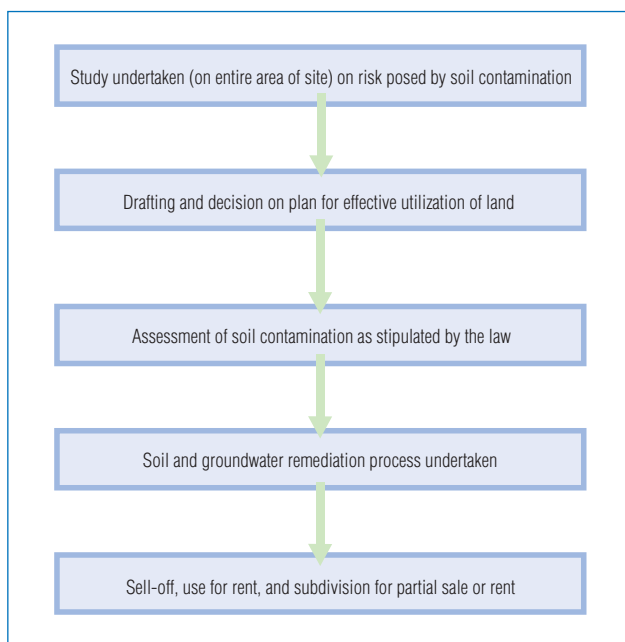 Study undertaken (on entire area of site) on risk posed by soil contamination
Drafting and decision on plan for effective utilization of land
Assessment of soil contamination as stipulated by the law
Soil and groundwater remediation process undertaken
Sell-off, use for rent, and subdivision for partial sale or rent